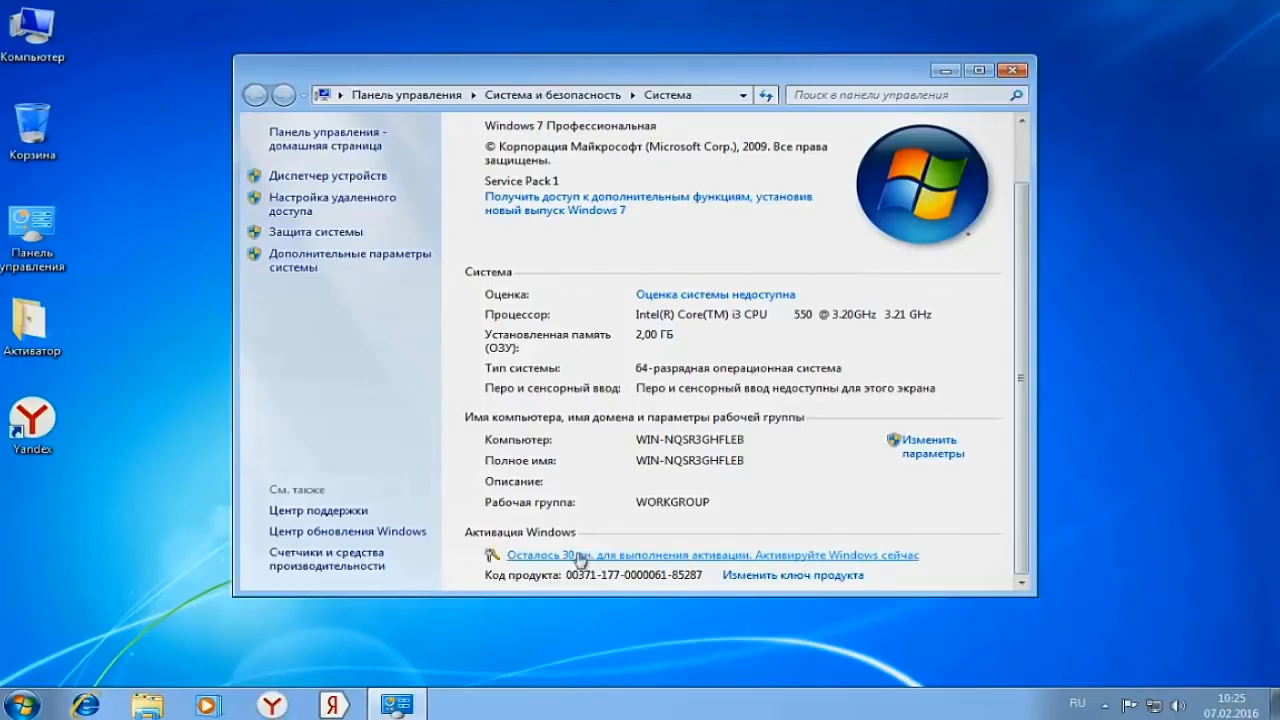 Компьютер
Корзина
Панель
управления
Активатор
Yandex
Панель управления
Система и безопасность
Система
Поиск в панели управления
Панель управления -
домашняя страница
Диспетчер устройств
Настройка удаленного
доступа
Защита системы
Дополнительные параметры
системы
См. также
Центр поддержки
Центр обновления Windows
Счетчики и средства
производительности
Windows 7 Профессиональная
© Корпорация Майкрософт (Microsoft Corp.), 2009. Все права
защищены.
Service Pack 1
Получить доступ к дополнительным функциям, установив
новый выпуск Windows 7
Система
Оценка: Оценка системы недоступна
Процессор: Intel(R) Core(TM) i3 CPU 550 @ 3.20GHz 3.21 GHz
Установленная память
(ОЗУ): 2,00 ГБ
Тип системы: 64-разрядная операционная система
Перо и сенсорный ввод: Перо и сенсорный ввод недоступны для этого экрана
Имя компьютера, имя домена и параметры рабочей группы
Компьютер: WIN-NQSR3GHFLEB
Изменить
параметры
Полное имя: WIN-NQSR3GHFLEB
Описание:
Рабочая группа: WORKGROUP
Активация Windows
Осталось 30 для выполнения активации. Активируйте Windows сейчас
Код продукта: 00371-177-0000061-85287 Изменить ключ продукта
RU
10:25
07.02.2016